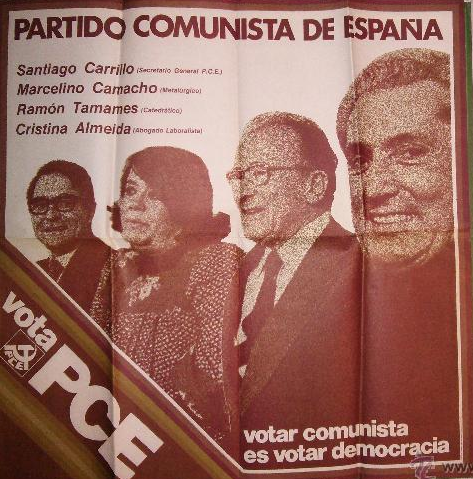 PARTIDO COMUNISTA DE ESPAÑA
Santiago Carrillo (Secretario General P.C.E.)
Marcelino Camacho (Metalúrgico)
Ramón Tamames (Catedrático)
Cristina Almeida (Abogado Laboralista)
vota
PCE
PCE
votar comunista
es votar democracia
www